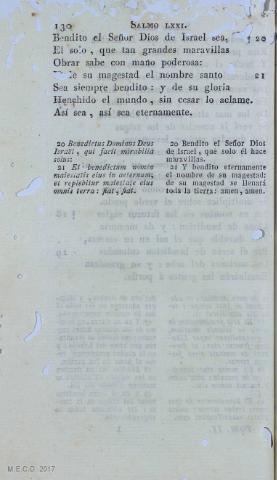 130 SALMO LXXI.
Bendito el Señor Dios de Israel sea, 20
El solo, que tan grandes maravillas
Obrar sabe con mano poderosa:
de su magestad el nombre santo 21
Sea siempre bendito: y de su gloria
Henchido el mundo, sin cesar lo aclame.
Así sea, así sea eternamente.
20 Benedictus Dominus Deus
Israël, qui facit mirabilia
solus:
21 Et benedictum nomen
maiestatis eius in aeternum;
et replebitur maiestate eius
omnis terra: fiat, fiat.
20 Bendito el Señor Dios
de Israel, que solo él hace
maravillas.
21 Y bendito eternamente
el nombre de su magestad:
de su magestad se llenará
toda la tierra: amen, amen.
M.E.C.D. 2017